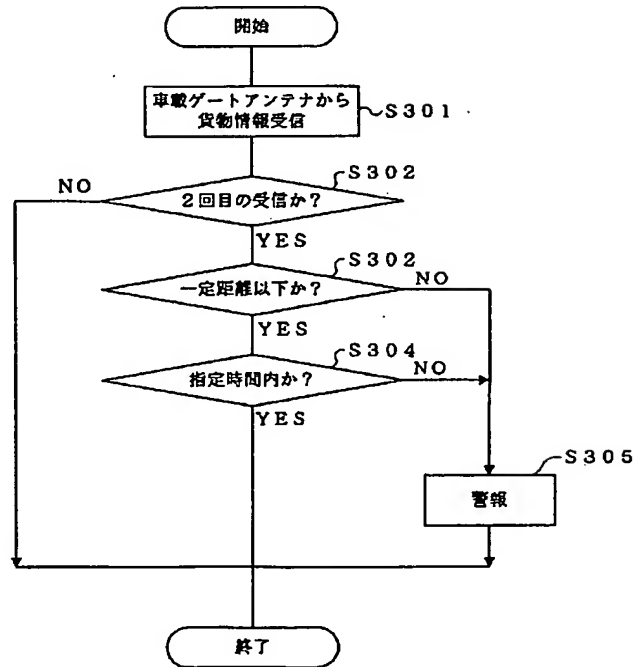 開始
車載ゲートアンテナから
貨物情報受信
S301
S302
NO
2回目の受信か?
YES
S302
一定距離以下か?
NO
YES
S304
指定時間内か?
NO
YES
S305
警報
終了